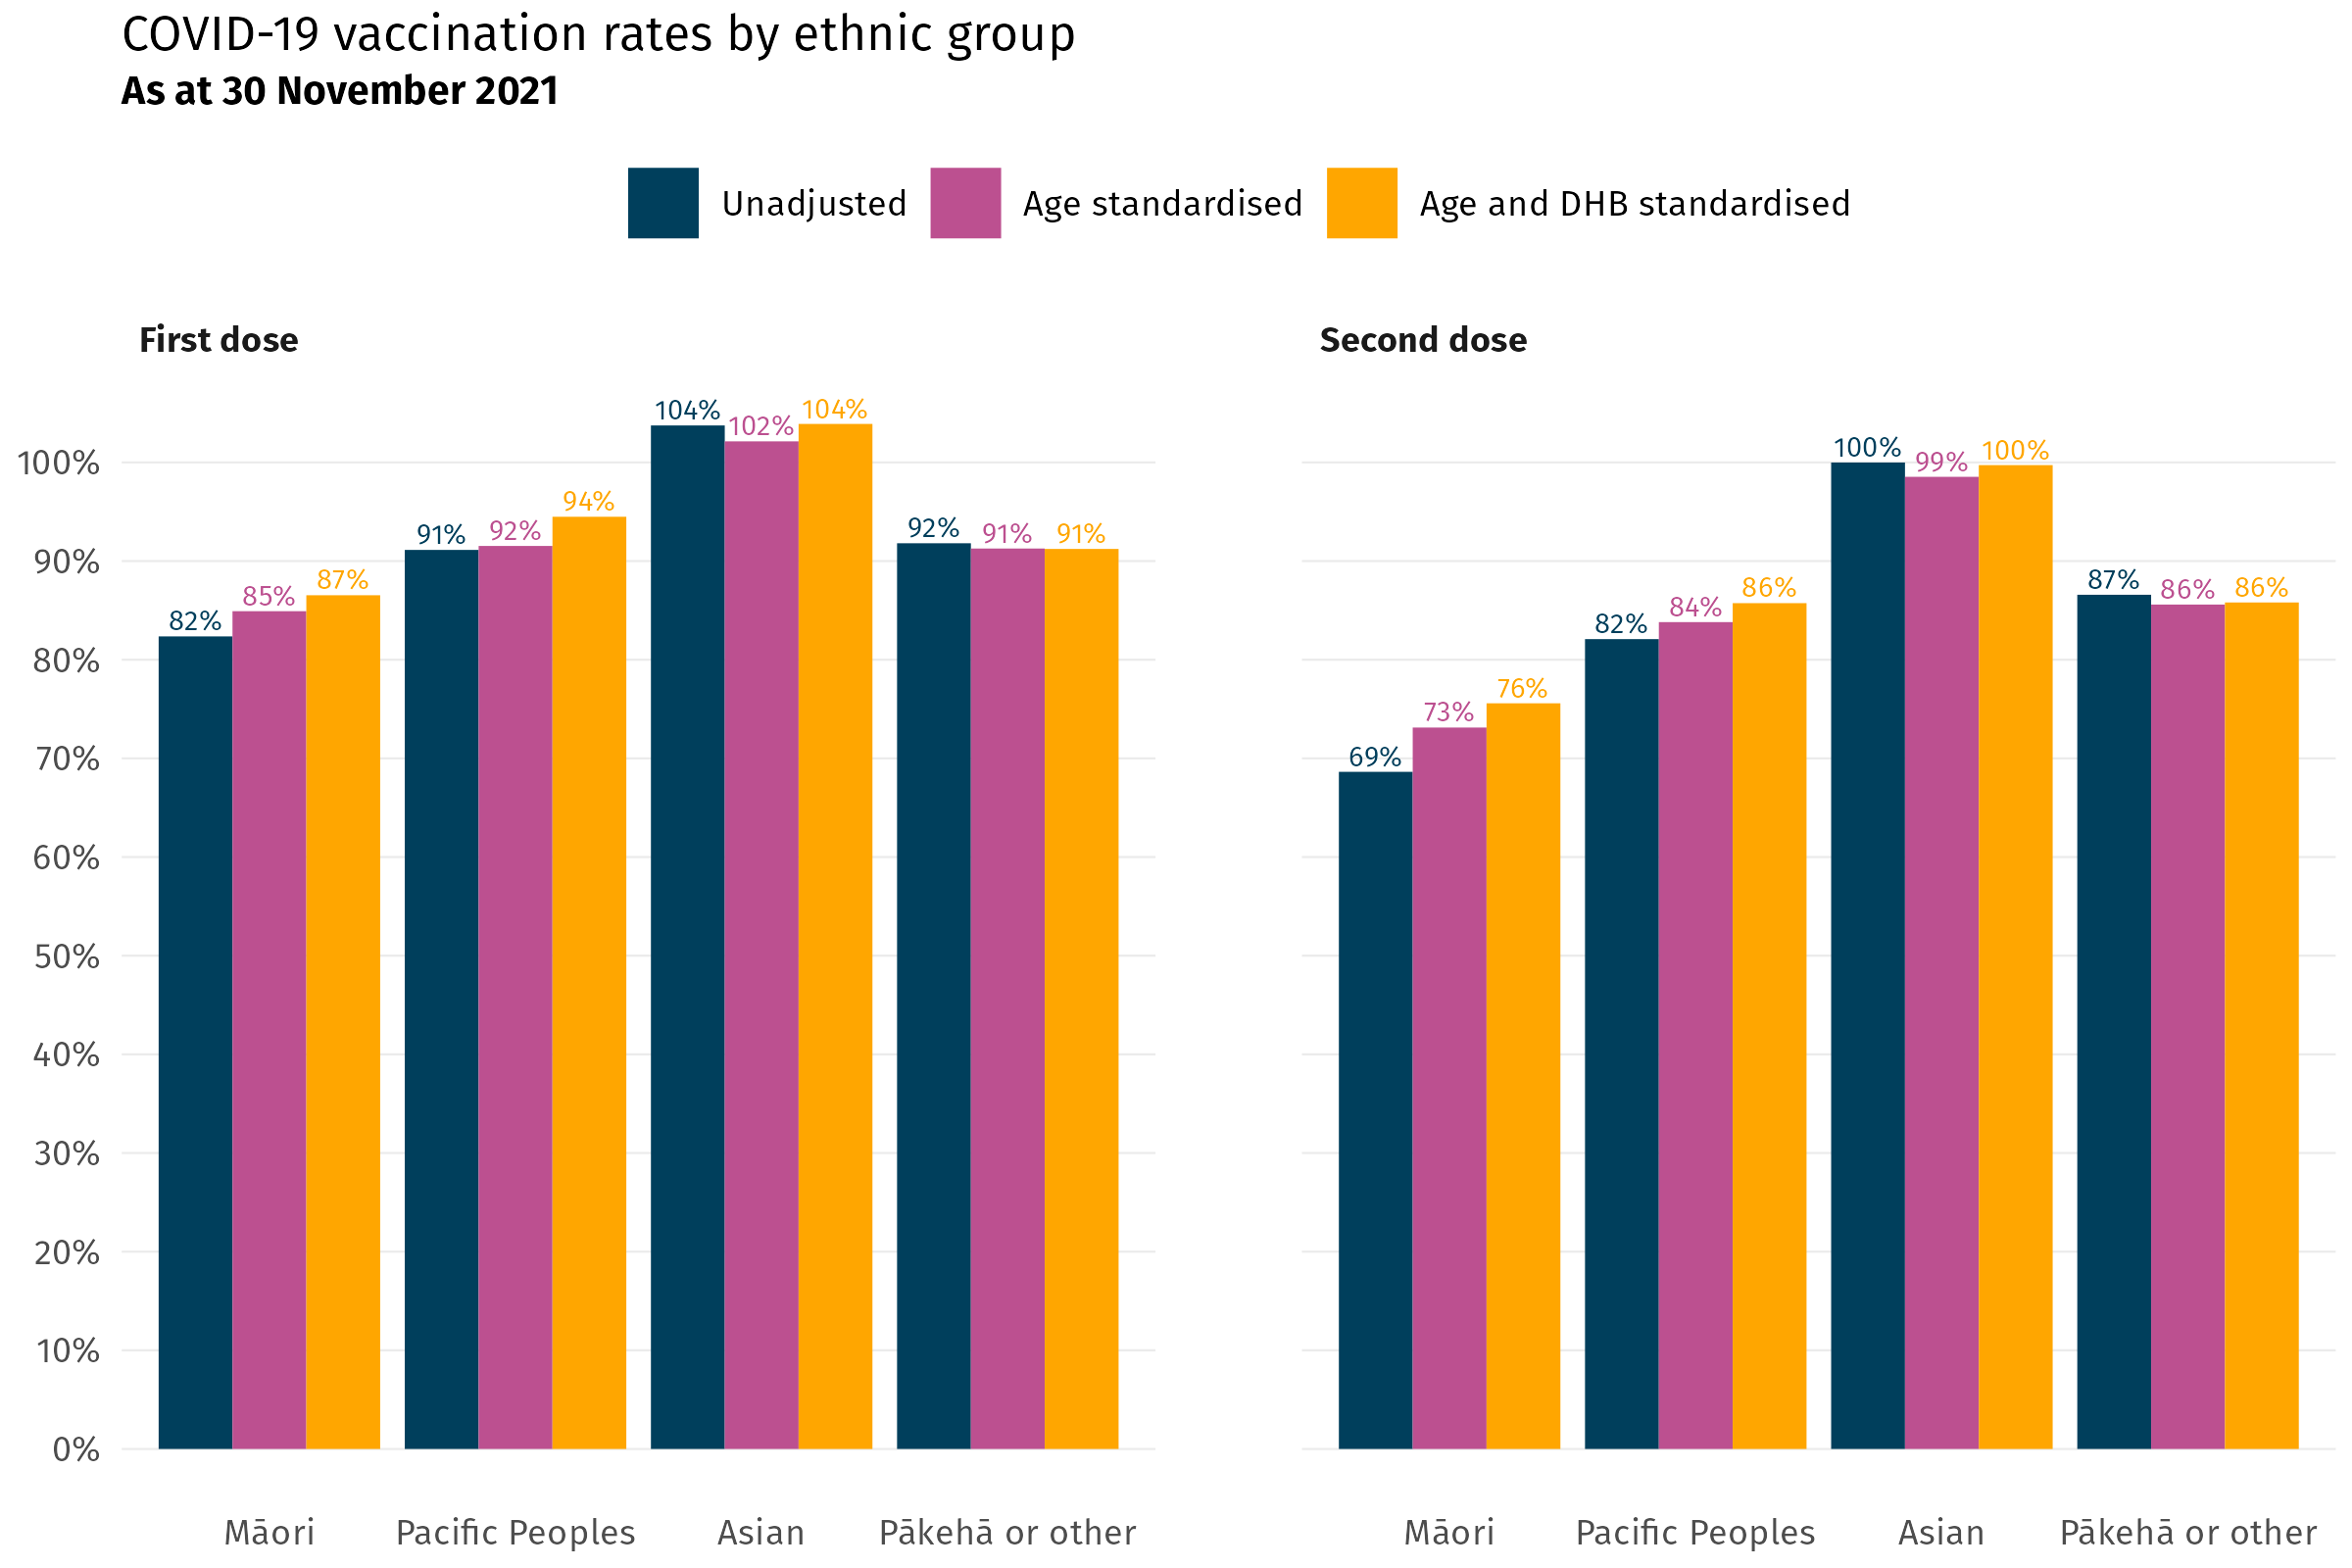 COVID-19 vaccination rates by ethnic group
As at 30 November 2021
Unadjusted Age standardised Age and DHB standardised
First dose
Second dose
100%
90%
80%
70%
60%
50%
40%
30%
20%
10%
0%
82% 85% 87%
91% 92% 94%
104% 102% 104%
92% 91% 91%
Māori Pacific Peoples Asian Pākehā or other
69% 73% 76%
82% 84% 86%
100% 99% 100%
87% 86% 86%
Māori Pacific Peoples Asian Pākehā or other